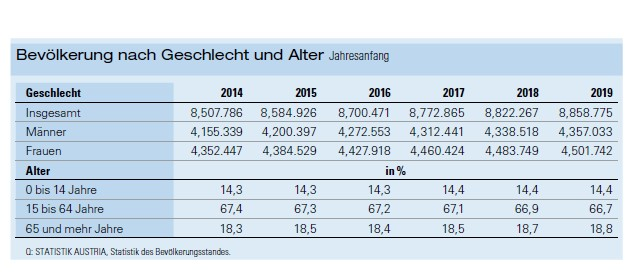 Bevölkerung nach Geschlecht und Alter Jahresanfang
Geschlecht 2014 2015 2016 2017 2018 2019
Insgesamt 8,507.786 8,584.926 8,700.471 8,772.865 8,822.267 8,858.775
Männer 4,155.339 4,200.397 4,272.553 4,312.441 4,338.518 4,357.033
Frauen 4,352.447 4,384.529 4,427.918 4,460.424 4,483.749 4,501.742
Alter in %
0 bis 14 Jahre 14,3 14,3 14,3 14,4 14,4 14,4
15 bis 64 Jahre 67,4 67,3 67,2 67,1 66,9 66,7
65 und mehr Jahre 18,3 18,5 18,4 18,5 18,7 18,8
Q: STATISTIK AUSTRIA, Statistik des Bevölkerungsstandes.